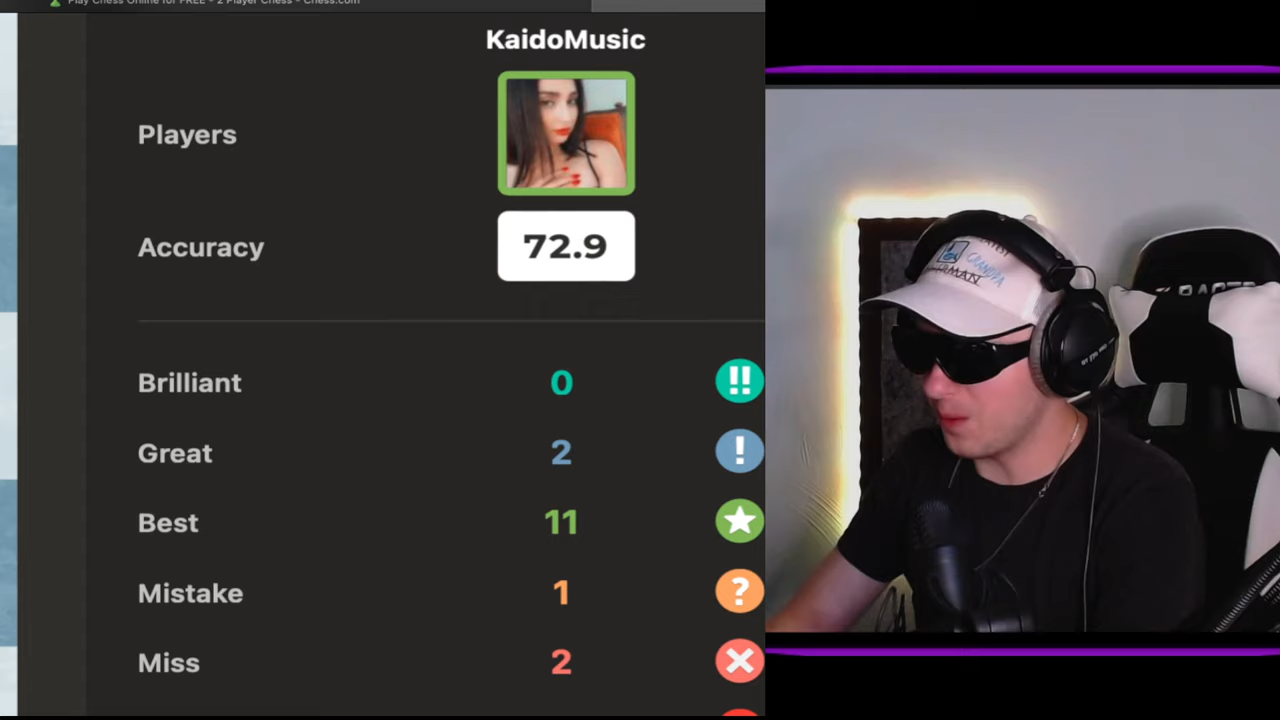 Play Chess Online for FREE - 2 Player Chess - Chess.com
KaidoMusic
Players
Accuracy
72.9
Brilliant
0
!!
Great
2
!
Best
11
Mistake
1
?
Miss
2
GRANDPA